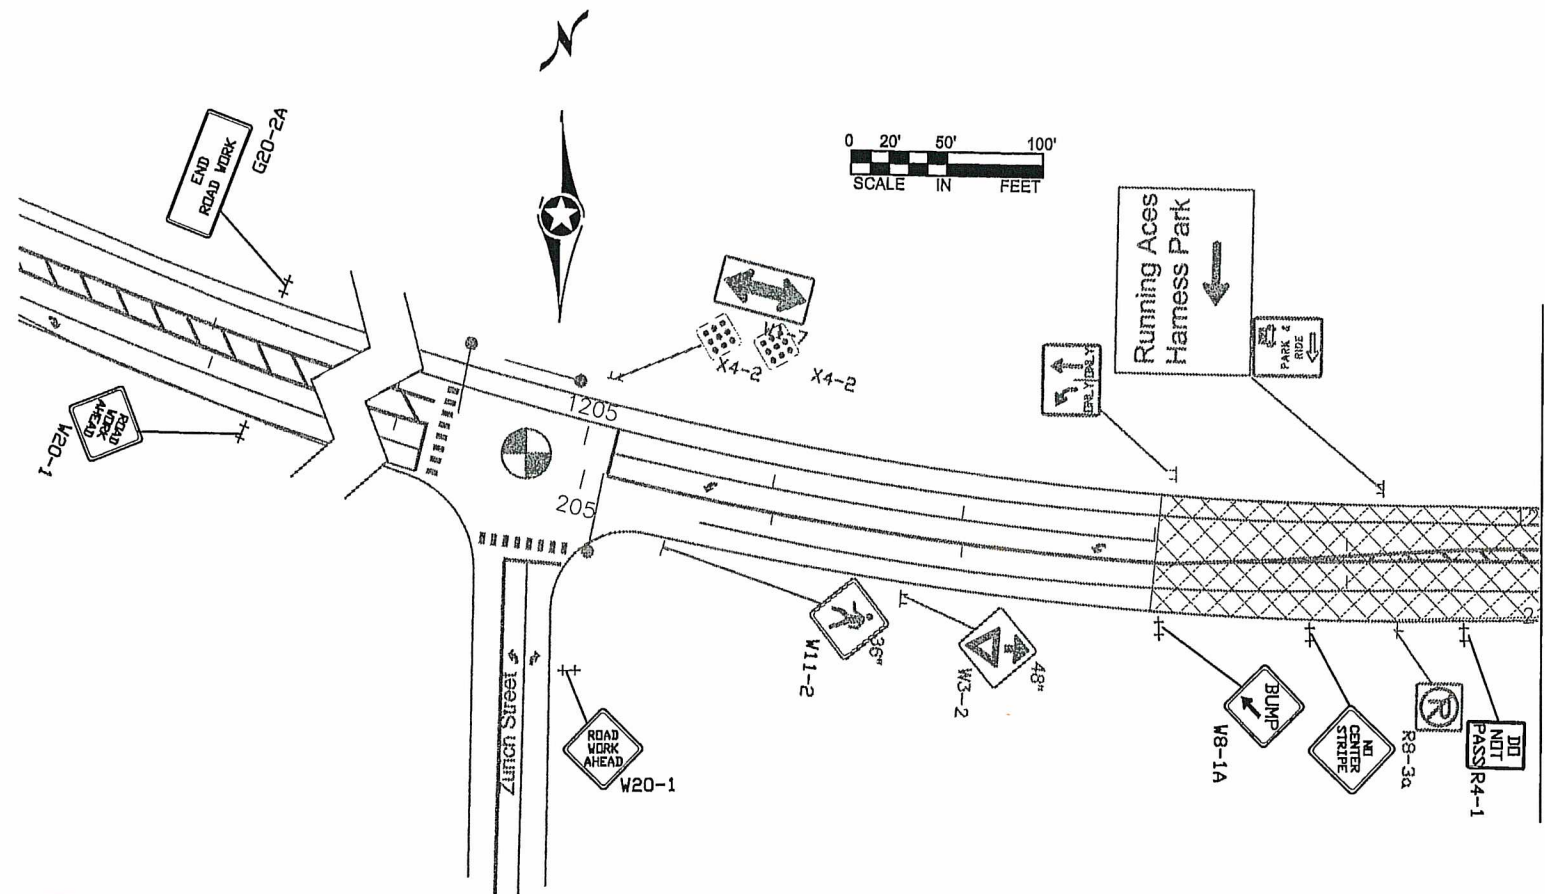 N
END
ROAD WORK
G20-2A
0 20' 50' 100'
SCALE IN FEET
Running Aces
Harness Park
PARK &
RIDE
ONLY ONLY
X4-2
X4-2
1205
205
ROAD
WORK
AHEAD
W20-1
Zurich Street
ROAD
WORK
AHEAD
W20-1
36"
W11-2
48"
W3-2
BUMP
W8-1A
NO
CENTER
STRIPE
R8-3a
DO
NOT
PASS
R4-1